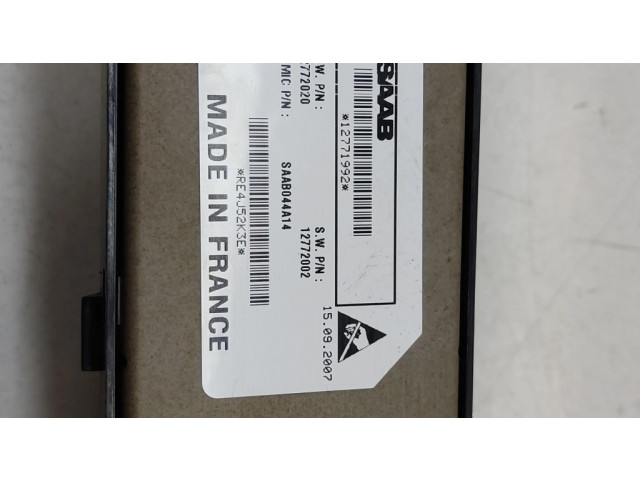 SAAB
*12771992*
W. P/N :
772020
S.W. P/N :
12772002
MIC P/N :
SAAB044A14
15.09.2007
*RE4J52K3E*
MADE IN FRANCE